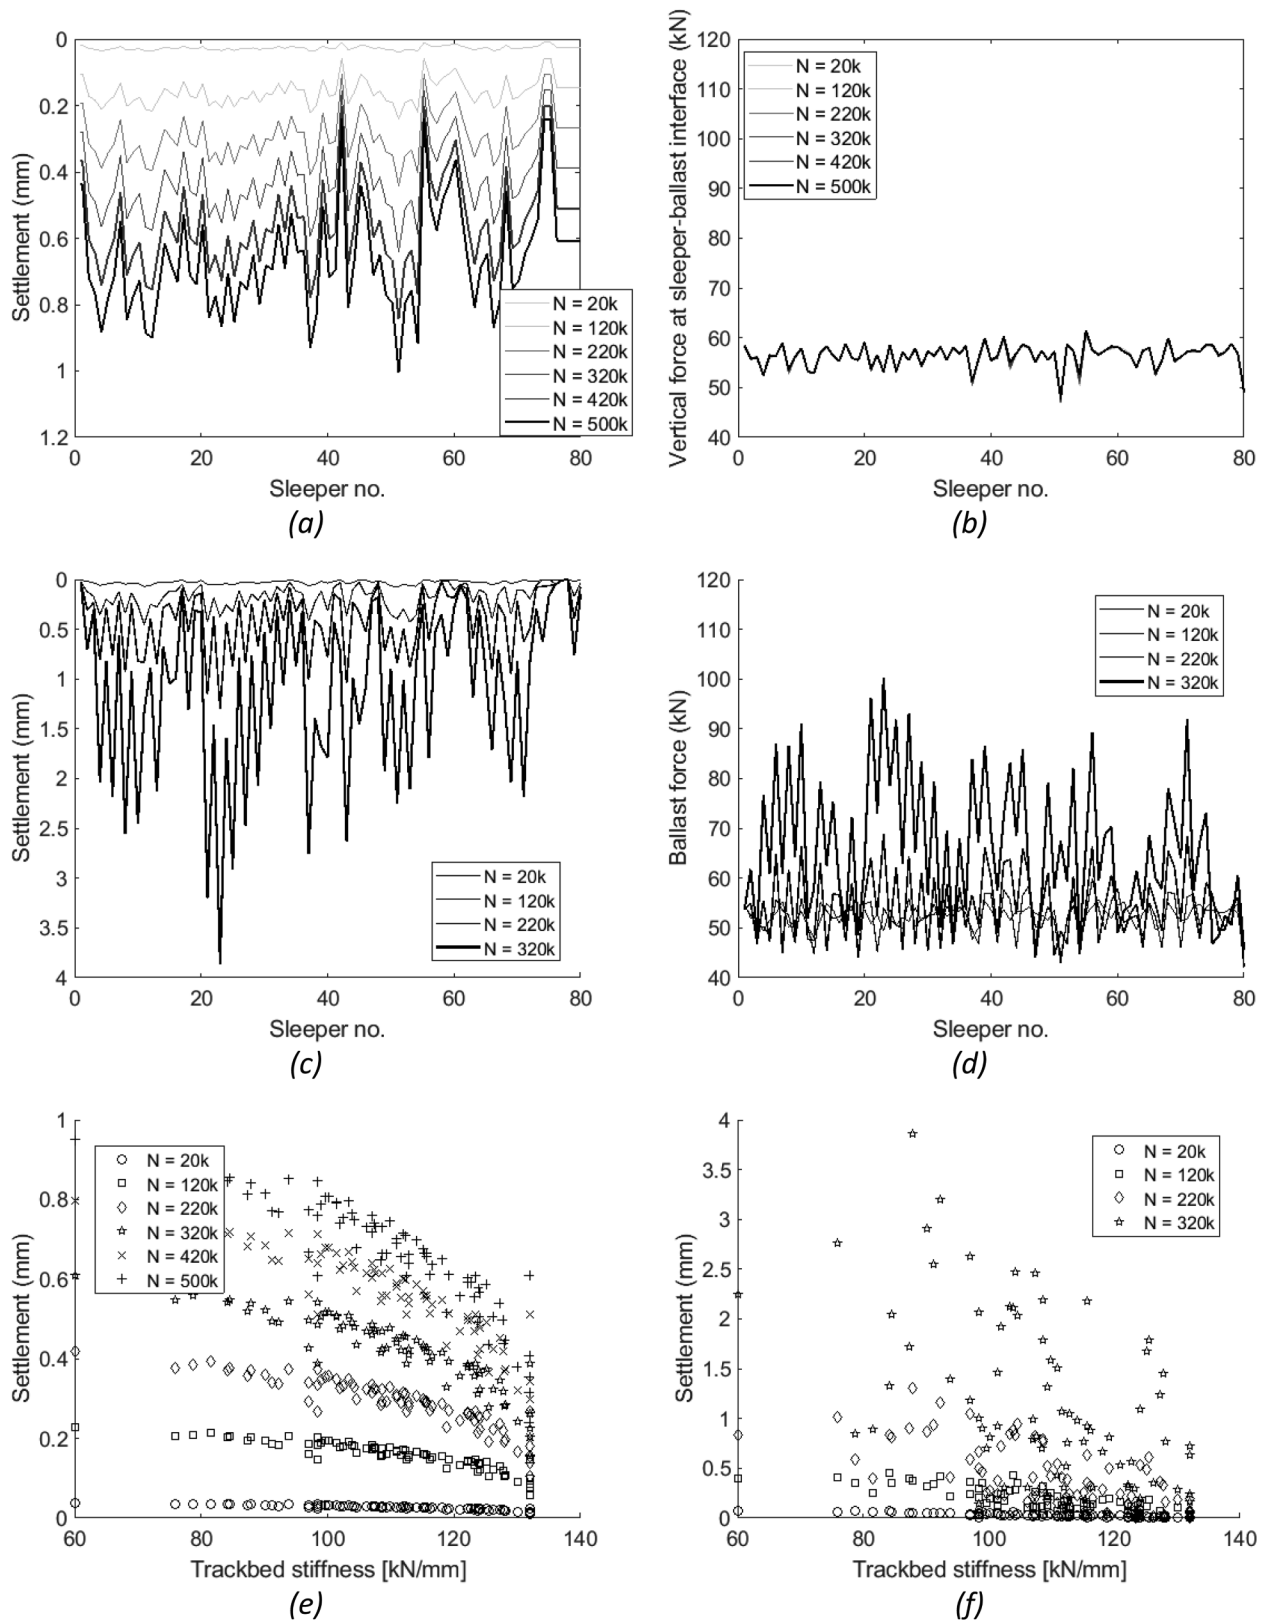 0
0.2
0.4
0.6
0.8
1
1.2
Settlement (mm)
N = 20k
N = 120k
N = 220k
N = 320k
N = 420k
N = 500k
0 20 40 60 80
Sleeper no.
(a)
120
110
100
90
80
70
60
50
40
Vertical force at sleeper-ballast interface (kN)
N = 20k
N = 120k
N = 220k
N = 320k
N = 420k
N = 500k
0 20 40 60 80
Sleeper no.
(b)
0
0.5
1
1.5
2
2.5
3
3.5
4
Settlement (mm)
N = 20k
N = 120k
N = 220k
N = 320k
0 20 40 60 80
Sleeper no.
(c)
120
110
100
90
80
70
60
50
40
Ballast force (kN)
N = 20k
N = 120k
N = 220k
N = 320k
0 20 40 60 80
Sleeper no.
(d)
1
0.8
0.6
0.4
0.2
0
Settlement (mm)
N = 20k
N = 120k
N = 220k
N = 320k
N = 420k
N = 500k
60 80 100 120 140
Trackbed stiffness [kN/mm]
(e)
4
3.5
3
2.5
2
1.5
1
0.5
0
Settlement (mm)
N = 20k
N = 120k
N = 220k
N = 320k
60 80 100 120 140
Trackbed stiffness [kN/mm]
(f)